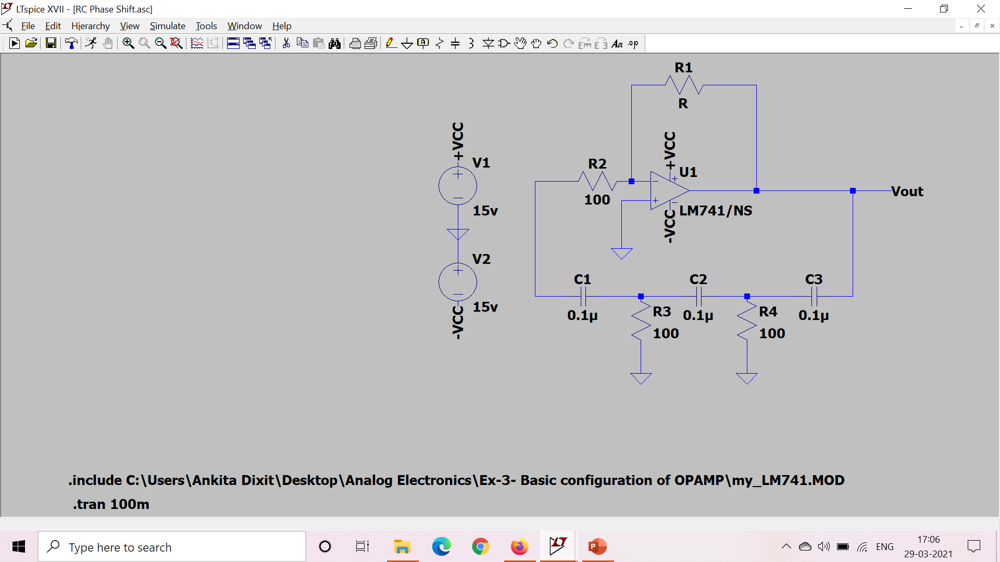 LTspice XVII - [RC Phase Shift.asc]
File Edit Hierarchy View Simulate Tools Window Help
R1
R
+VCC
V1
15v
V2
15v
-VCC
R2
100
+VCC
U1
LM741/NS
-VCC
Vout
C1
0.1µ
R3
100
C2
0.1µ
R4
100
C3
0.1µ
.include C:\Users\Ankita Dixit\Desktop\Analog Electronics\Ex-3- Basic configuration of OPAMP\my_LM741.MOD
.tran 100m
Type here to search
ENG
17:06
29-03-2021